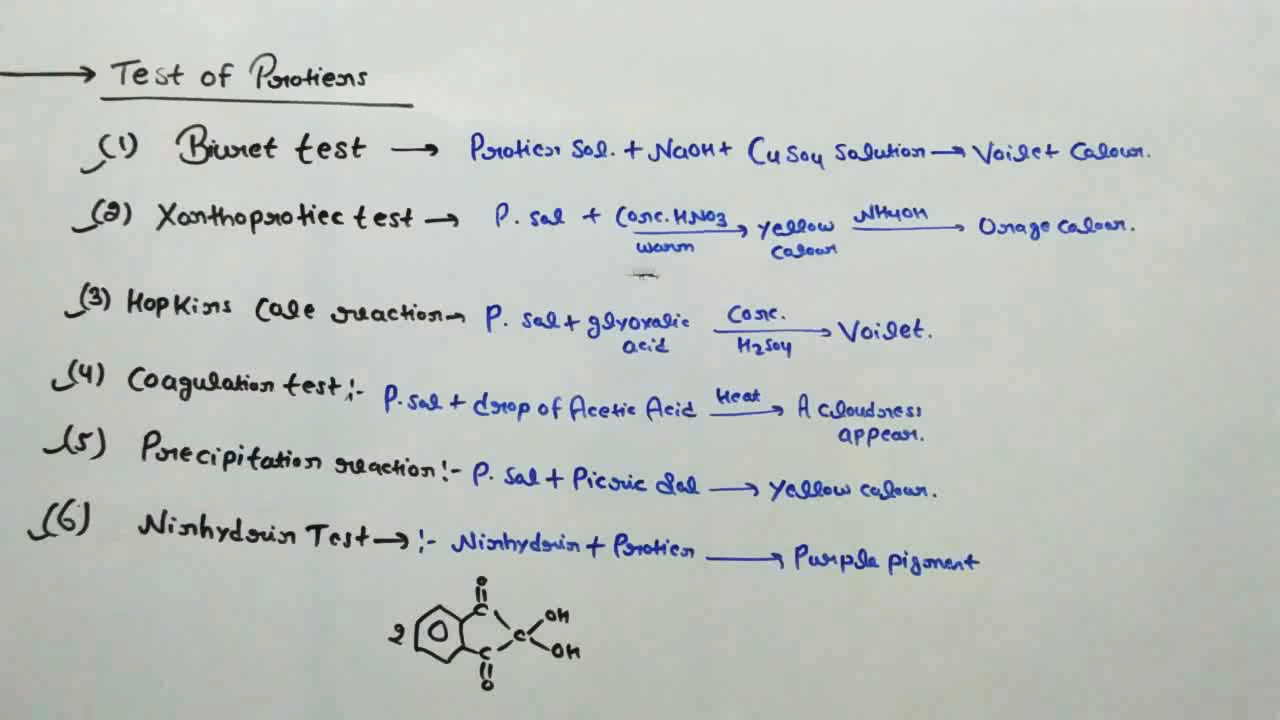 → Test of Protiens
(1) Biuret test → Protien Sol. + NaOH + CuSO4 Solution → Voilet Colour.
(2) Xanthoprotiec test → P. sol + Conc. HNO3 warm → yellow colour NH4OH → Orage colour.
(3) Hopkins Cole reaction → P. sol + glyoxalic acid Conc. H2SO4 → Voilet.
(4) Coagulation test :- P. sol + drop of Acetic Acid Heat → A cloudness appear.
(5) Precipitation reaction :- P. Sol + Picric Sol → yellow colour.
(6) Ninhydrin Test → :- Ninhydrin + Protien → Purple pigment
O
C OH
2 C
C OH
O